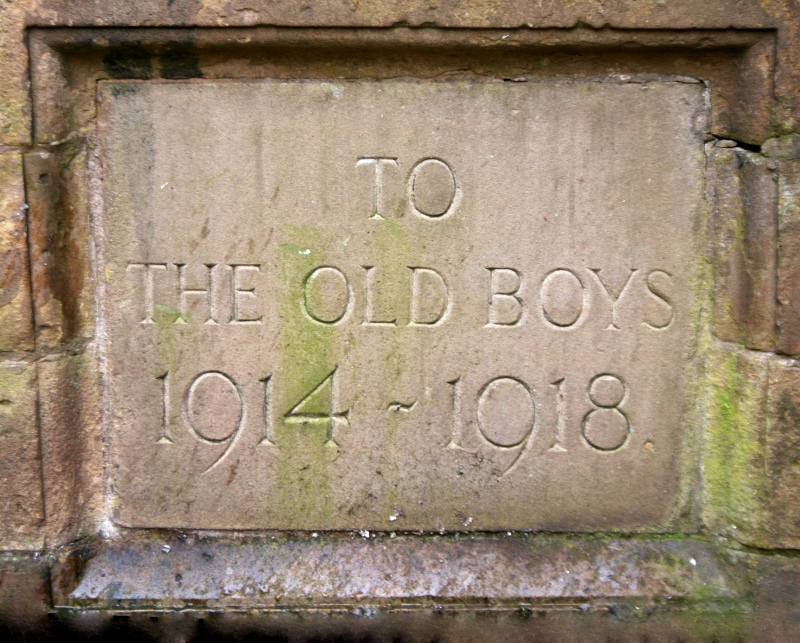 TO
THE OLD BOYS
1914 ~ 1918.